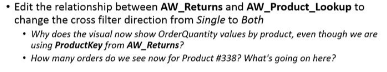 • Edit the relationship between AW_Returns and AW_Product_Lookup to
change the cross filter direction from Single to Both
• Why does the visual now show OrderQuantity values by product, even though we are
using ProductKey from AW_Returns?
• How many orders do we see now for Product #338? What's going on here?